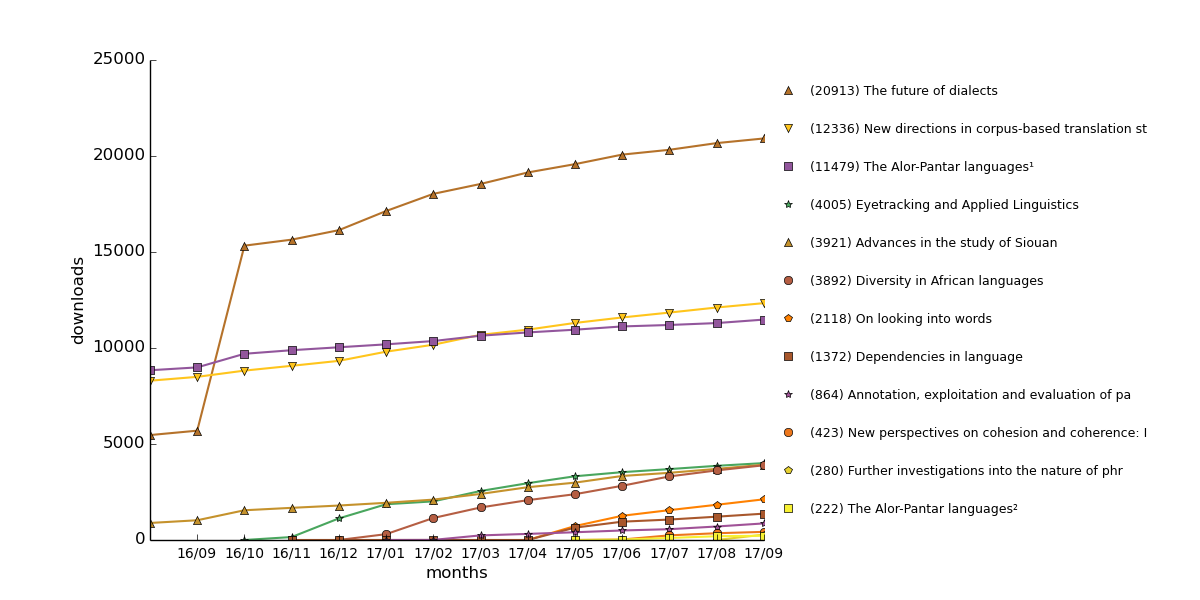 25000
20000
15000
10000
5000
0
downloads
16/09 16/10 16/11 16/12 17/01 17/02 17/03 17/04 17/05 17/06 17/07 17/08 17/09
months
(20913) The future of dialects
(12336) New directions in corpus-based translation st
(11479) The Alor-Pantar languages¹
(4005) Eyetracking and Applied Linguistics
(3921) Advances in the study of Siouan
(3892) Diversity in African languages
(2118) On looking into words
(1372) Dependencies in language
(864) Annotation, exploitation and evaluation of pa
(423) New perspectives on cohesion and coherence: I
(280) Further investigations into the nature of phr
(222) The Alor-Pantar languages²